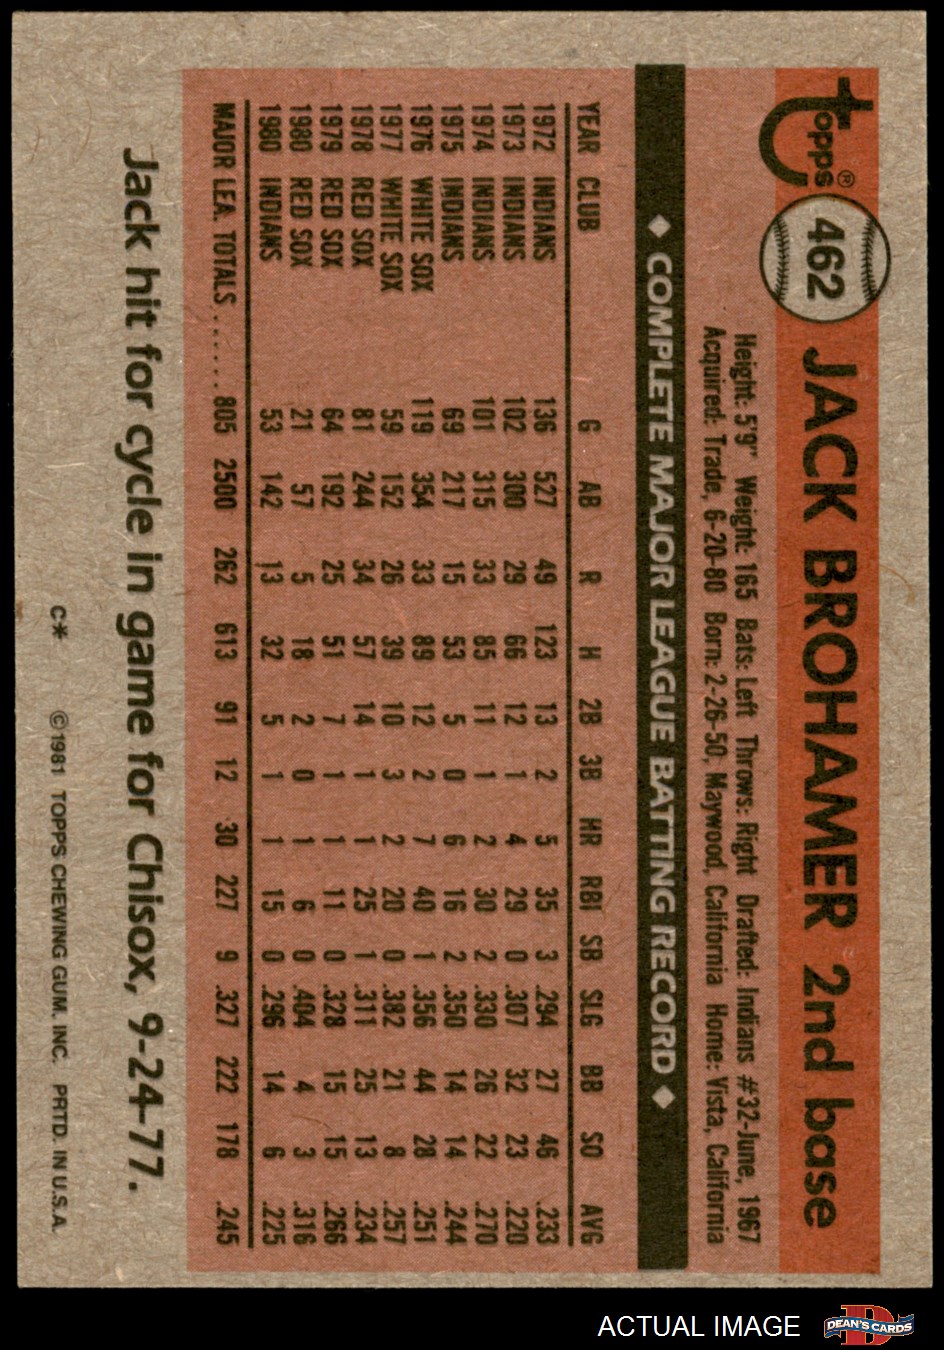 Topps® 462 JACK BROHAMER 2nd base
Height: 5'9" Weight: 165 Bats: Left Throws: Right Drafted: Indians #32-June, 1967
Acquired: Trade, 6-20-80 Born: 2-26-50, Maywood, California Home: Vista, California
◆ COMPLETE MAJOR LEAGUE BATTING RECORD ◆
YEAR CLUB G AB R H 2B 3B HR RBI SB SLG BB SO AVG
1972 INDIANS 136 527 49 123 13 2 5 35 3 .294 27 46 .233
1973 INDIANS 102 300 29 66 12 1 4 29 0 .307 32 23 .220
1974 INDIANS 101 315 33 85 11 1 2 30 2 .330 26 22 .270
1975 INDIANS 69 217 15 53 5 0 6 16 2 .350 14 14 .244
1976 WHITE SOX 119 354 33 89 12 2 7 40 1 .356 44 28 .251
1977 WHITE SOX 59 152 26 39 10 3 2 20 0 .382 21 8 .257
1978 RED SOX 81 244 34 57 14 1 1 25 1 .311 25 13 .234
1979 RED SOX 64 192 25 51 7 1 1 11 0 .328 15 15 .266
1980 RED SOX 21 57 5 18 2 0 1 6 0 .404 4 3 .316
1980 INDIANS 53 142 13 32 5 1 1 15 0 .296 14 6 .225
MAJOR LEA. TOTALS . . . . . . 805 2500 262 613 91 12 30 227 9 .327 222 178 .245
Jack hit for cycle in game for Chisox, 9-24-77.
C* ©1981 TOPPS CHEWING GUM, INC. PRTD. IN U.S.A.
ACTUAL IMAGE DEAN'S CARDS